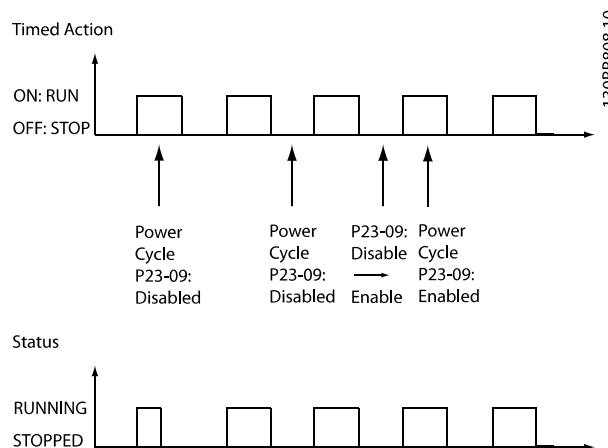 Timed Action
130BB808.10
ON: RUN
OFF: STOP
Power
Cycle
P23-09:
Disabled
Power
Cycle
P23-09:
Disabled
P23-09:
Disable
Enable
Power
Cycle
P23-09:
Enabled
Status
RUNNING
STOPPED